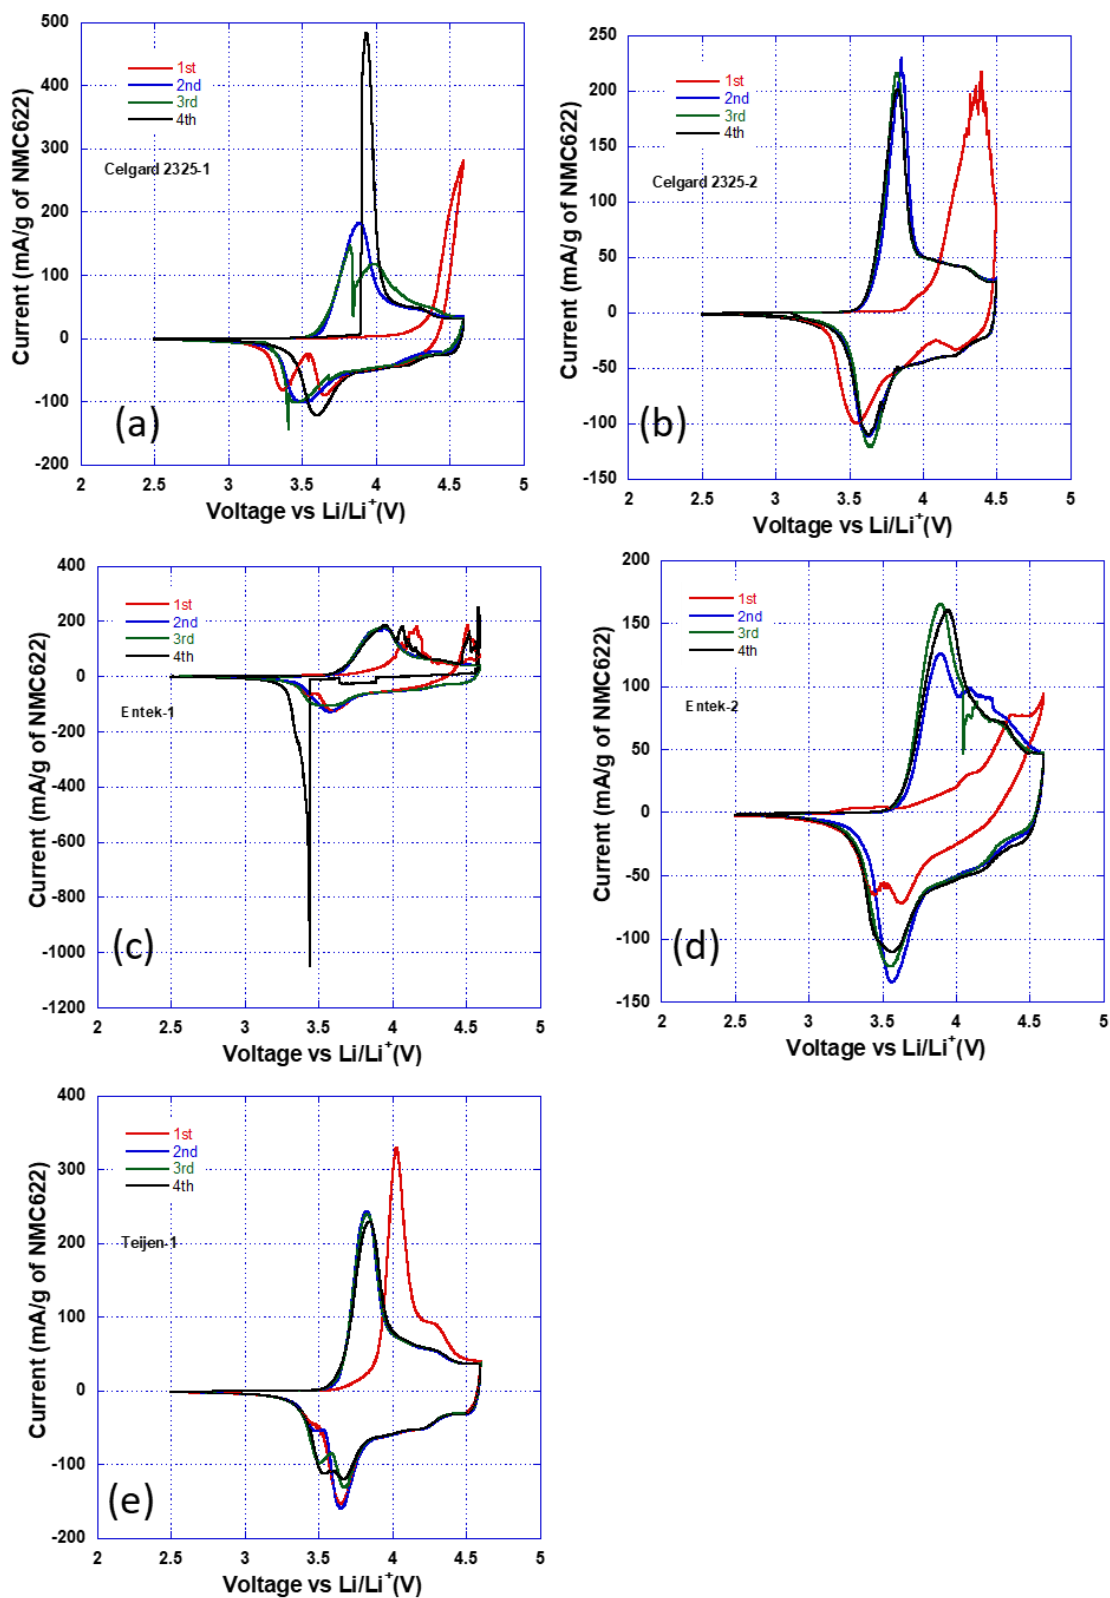 500
400
300
200
100
0
-100
-200
Current (mA/g of NMC622)
1st
2nd
3rd
4th
Celgard 2325-1
(a)
2 2.5 3 3.5 4 4.5 5
Voltage vs Li/Li+(V)
250
200
150
100
50
0
-50
-100
-150
Current (mA/g of NMC622)
1st
2nd
3rd
4th
Celgard 2325-2
(b)
2 2.5 3 3.5 4 4.5 5
Voltage vs Li/Li+(V)
400
200
0
-200
-400
-600
-800
-1000
-1200
Current (mA/g of NMC622)
1st
2nd
3rd
4th
Entek-1
(c)
2 2.5 3 3.5 4 4.5 5
Voltage vs Li/Li+(V)
200
150
100
50
0
-50
-100
-150
Current (mA/g of NMC622)
1st
2nd
3rd
4th
Entek-2
(d)
2 2.5 3 3.5 4 4.5 5
Voltage vs Li/Li+(V)
400
300
200
100
0
-100
-200
Current (mA/g of NMC622)
1st
2nd
3rd
4th
Teijen-1
(e)
2 2.5 3 3.5 4 4.5 5
Voltage vs Li/Li+(V)